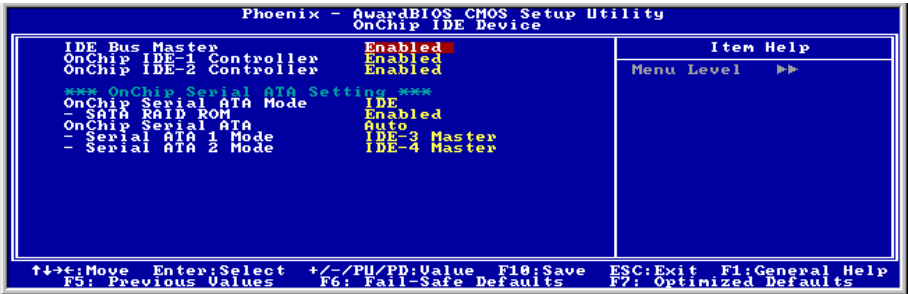 Phoenix - AwardBIOS CMOS Setup Utility
OnChip IDE Device
IDE Bus Master Enabled
OnChip IDE-1 Controller Enabled
OnChip IDE-2 Controller Enabled
*** OnChip Serial ATA Setting ***
OnChip Serial ATA Mode IDE
- SATA RAID ROM Enabled
OnChip Serial ATA Auto
- Serial ATA 1 Mode IDE-3 Master
- Serial ATA 2 Mode IDE-4 Master
Item Help
Menu Level ▶▶
↑↓→←:Move Enter:Select +/-/PU/PD:Value F10:Save ESC:Exit F1:General Help
F5: Previous Values F6: Fail-Safe Defaults F7: Optimized Defaults